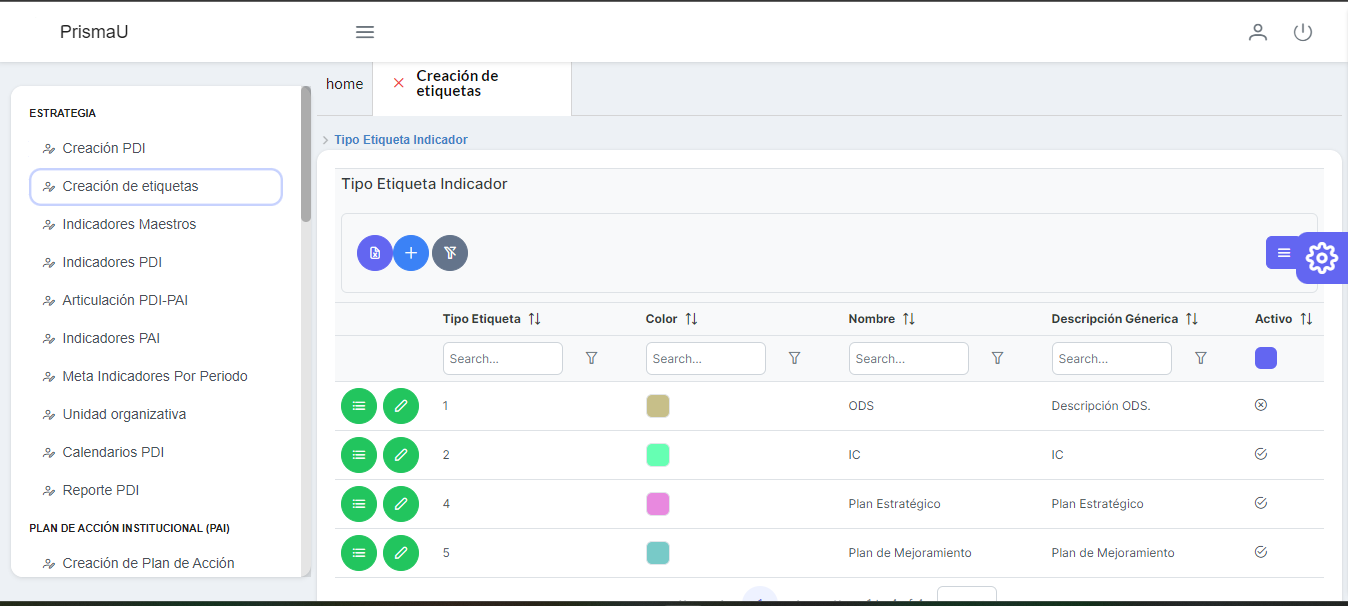 PrismaU
home
Creación de
etiquetas
ESTRATEGIA
Creación PDI
Creación de etiquetas
Indicadores Maestros
Indicadores PDI
Articulación PDI-PAI
Indicadores PAI
Meta Indicadores Por Periodo
Unidad organizativa
Calendarios PDI
Reporte PDI
PLAN DE ACCIÓN INSTITUCIONAL (PAI)
Creación de Plan de Acción
Tipo Etiqueta Indicador
Tipo Etiqueta Indicador
Tipo Etiqueta Color Nombre Descripción Génerica Activo
Search... Search... Search... Search...
1 ODS Descripción ODS.
2 IC IC
4 Plan Estratégico Plan Estratégico
5 Plan de Mejoramiento Plan de Mejoramiento